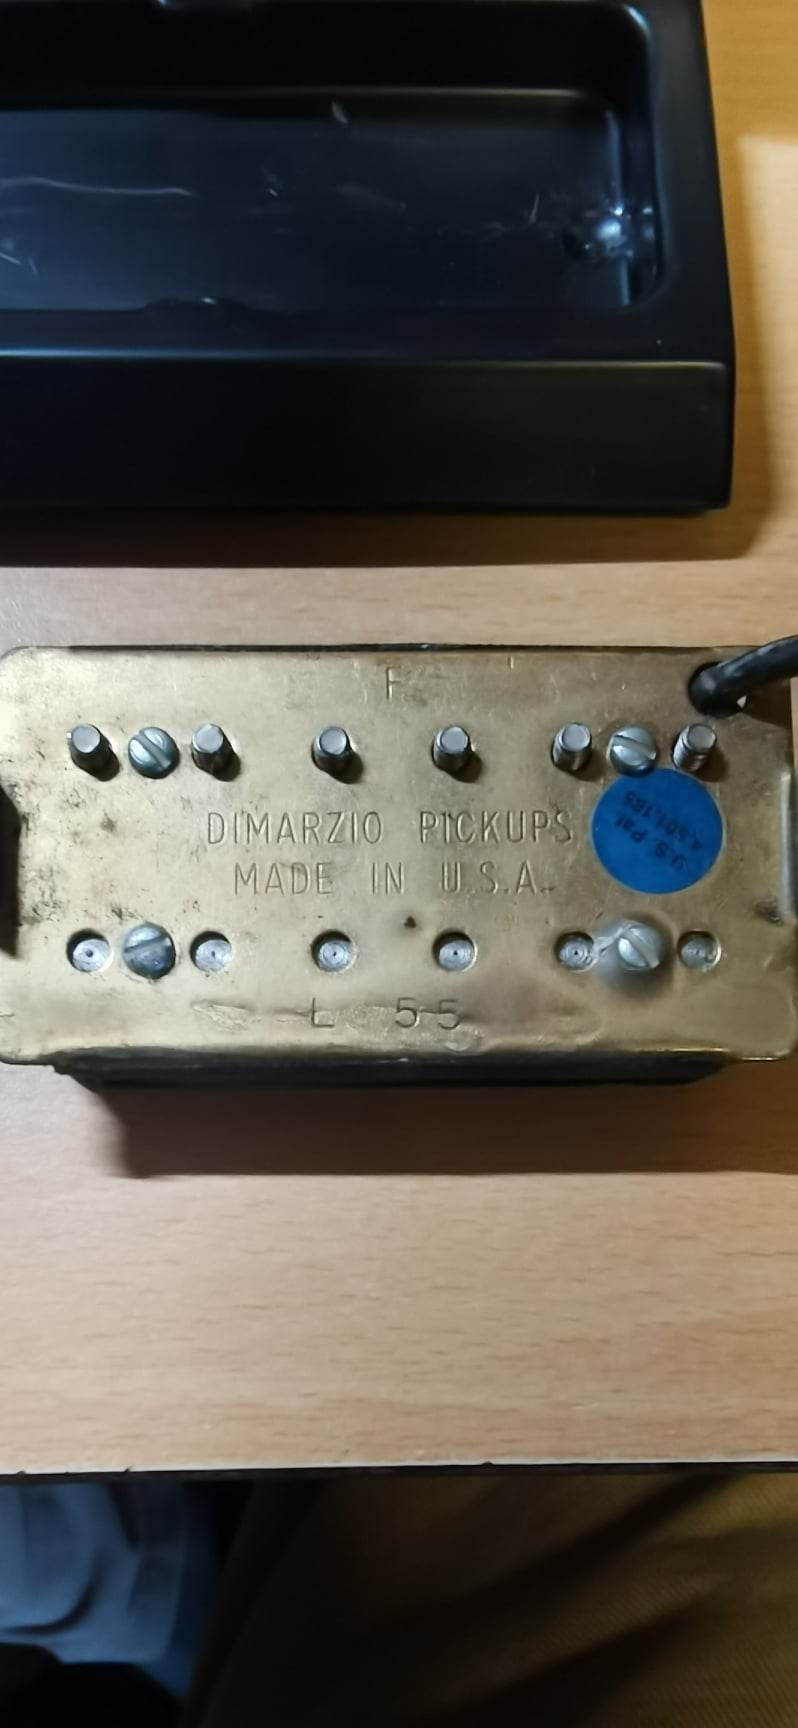 F
DIMARZIO PICKUPS
MADE IN U.S.A.
U.S. Pat.
4,501,185
L 55